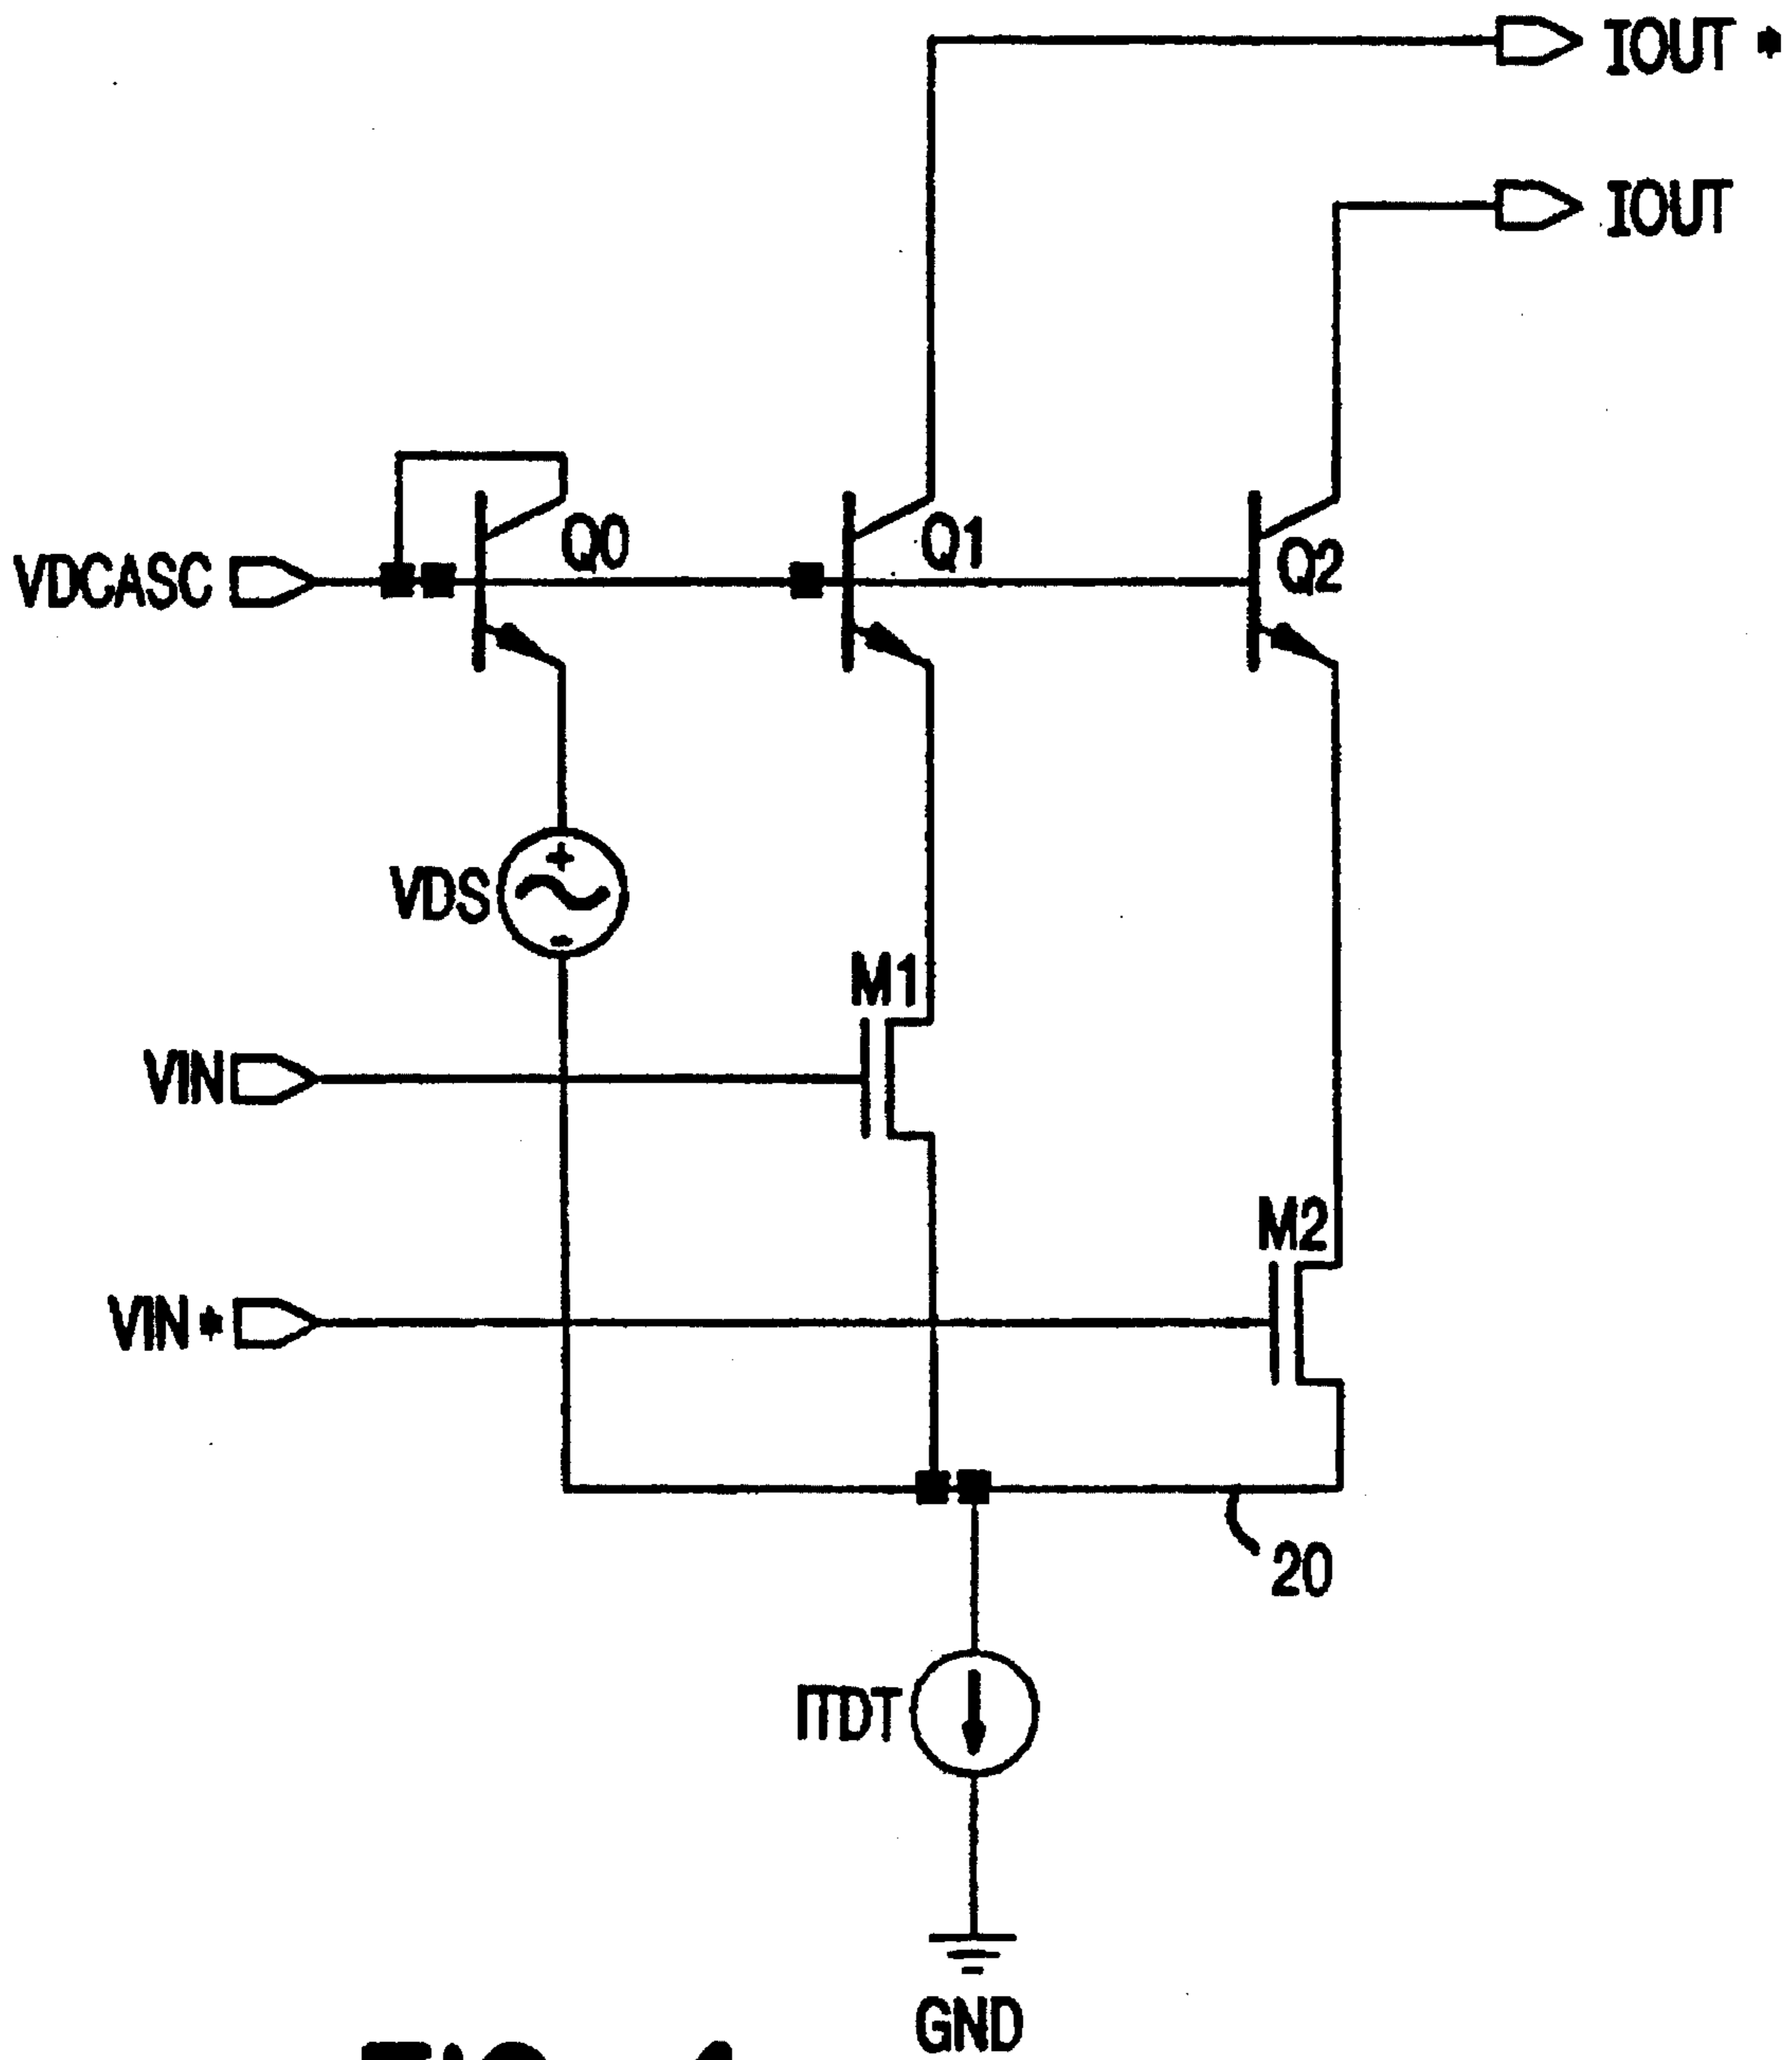 IOUT *
IOUT
Q0
Q1
Q2
VDCASC
VDS
M1
VIN
M2
VIN *
20
ITDT
GND